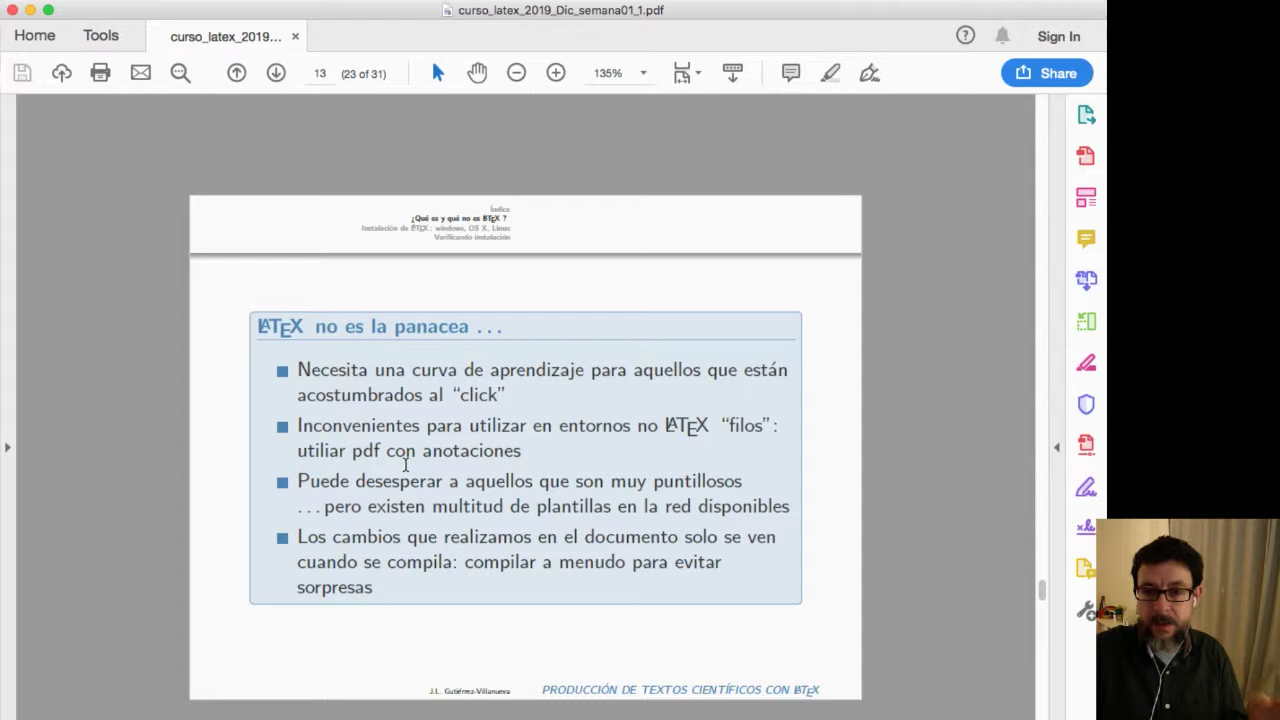 curso_latex_2019_Dic_semana01_1.pdf
Home Tools curso_latex_2019... × Sign In
13 (23 of 31) 135% Share
Índice
¿Qué es y qué no es LATEX ?
Instalación de LATEX: windows, OS X, Linus
Verificando instalación
LATEX no es la panacea ...
Necesita una curva de aprendizaje para aquellos que están
acostumbrados al “click”
Inconvenientes para utilizar en entornos no LATEX “filos”:
utiliar pdf con anotaciones
Puede desesperar a aquellos que son muy puntillosos
...pero existen multitud de plantillas en la red disponibles
Los cambios que realizamos en el documento solo se ven
cuando se compila: compilar a menudo para evitar
sorpresas
J.L. Gutiérrez-Villanueva PRODUCCIÓN DE TEXTOS CIENTÍFICOS CON LATEX